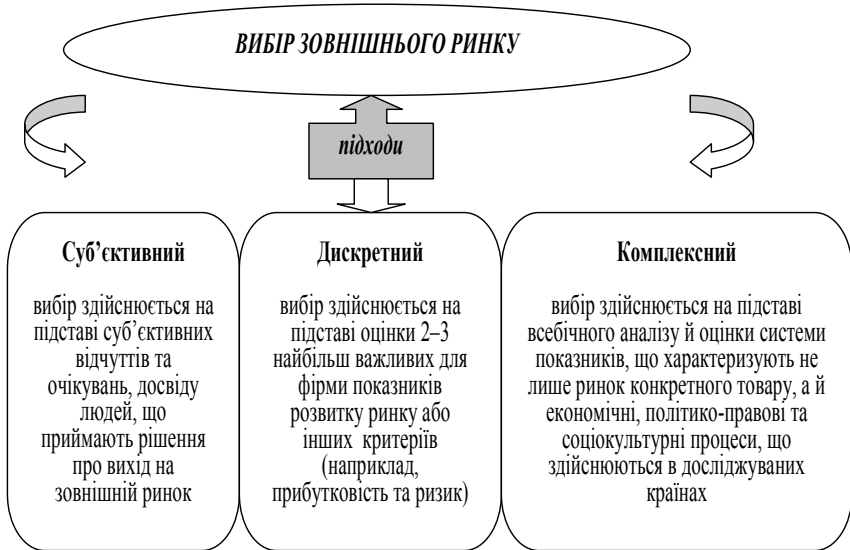 ВИБІР ЗОВНІШНЬОГО РИНКУ
підходи
Суб’єктивний
вибір здійснюється на
підставі суб’єктивних
відчуттів та
очікувань, досвіду
людей, що
приймають рішення
про вихід на
зовнішній ринок
Дискретний
вибір здійснюється на
підставі оцінки 2–3
найбільш важливих для
фірми показників
розвитку ринку або
інших критеріїв
(наприклад,
прибутковість та ризик)
Комплексний
вибір здійснюється на підставі
всебічного аналізу й оцінки системи
показників, що характеризують не
лише ринок конкретного товару, а й
економічні, політико-правові та
соціокультурні процеси, що
здійснюються в досліджуваних
країнах